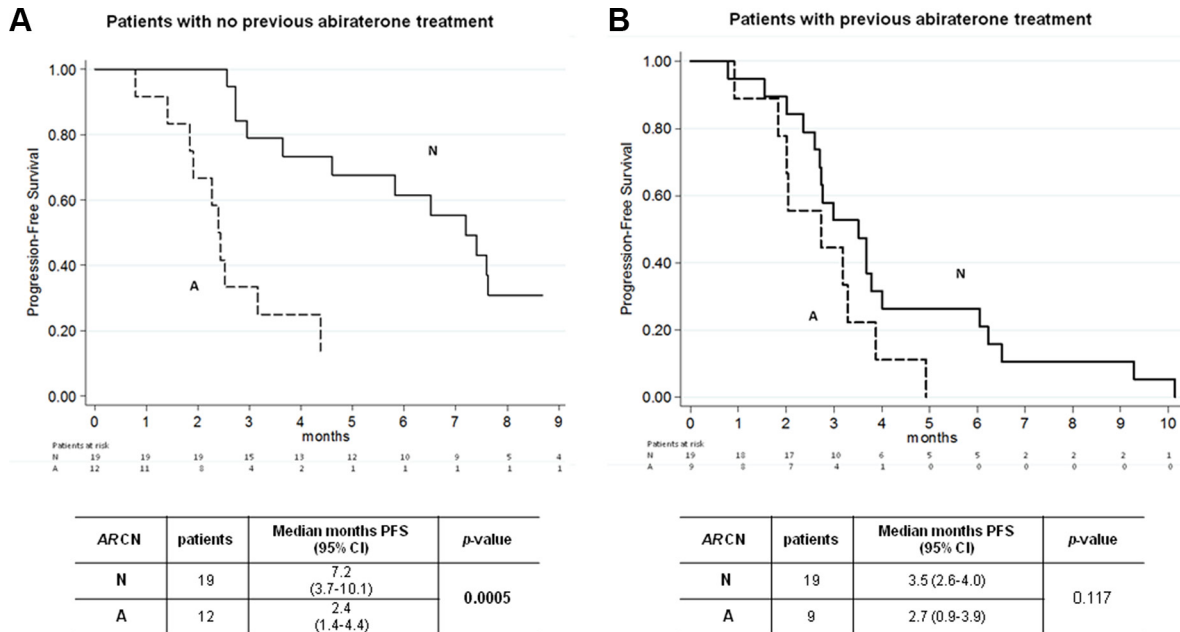 A
Patients with no previous abiraterone treatment
Progression-Free Survival
1.00
0.80
0.60
0.40
0.20
0.00
N
A
0 1 2 3 4 5 6 7 8 9
months
Patients at risk
N 19 19 19 15 13 12 10 9 5 4
A 12 11 8 4 2 1 1 1 1 1
ARCN patients Median months PFS (95% CI) p-value
N 19 7.2
(3.7-10.1)
0.0005
A 12 2.4
(1.4-4.4)
B
Patients with previous abiraterone treatment
Progression-Free Survival
1.00
0.80
0.60
0.40
0.20
0.00
N
A
0 1 2 3 4 5 6 7 8 9 10
months
Patients at risk
N 19 18 17 10 6 5 5 2 2 2 1
A 9 8 7 4 1 0 0 0 0 0 0
ARCN patients Median months PFS (95% CI) p-value
N 19 3.5 (2.6-4.0)
0.117
A 9 2.7 (0.9-3.9)